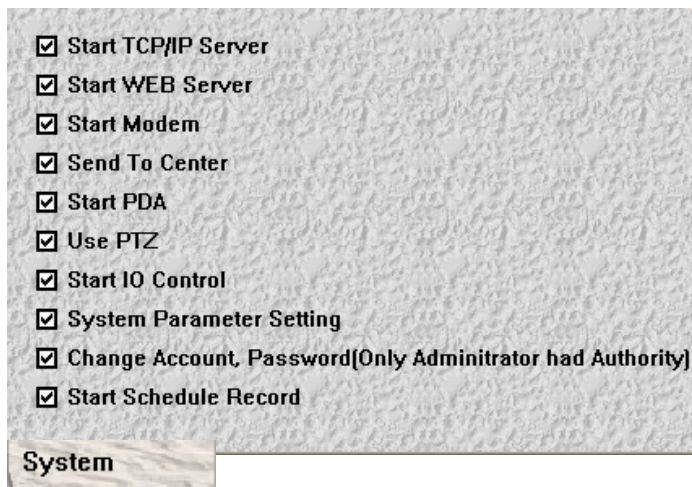 Start TCP/IP Server
Start WEB Server
Start Modem
Send To Center
Start PDA
Use PTZ
Start IO Control
System Parameter Setting
Change Account, Password(Only Adminitrator had Authority)
Start Schedule Record
System